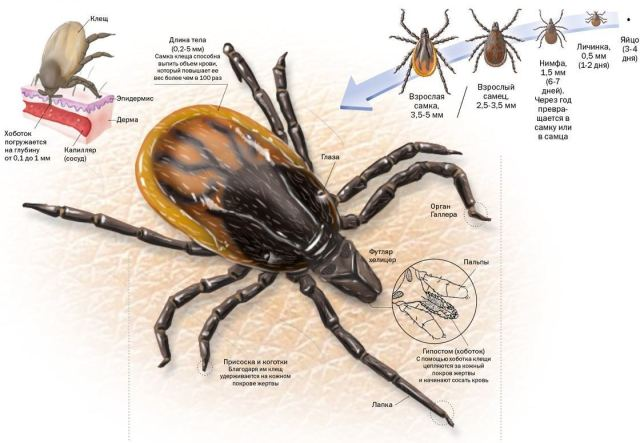 Клещ
Эпидермис
Дерма
Хоботок
погружается
на глубину
от 0,1 до 1 мм
Капилляр
(сосуд)
Длина тела
(0,2-5 мм)
Самка клеща способна
выпить объем крови,
который повышает ее
вес более чем в 100 раз
Взрослая
самка,
3,5-5 мм
Взрослый
самец,
2,5-3,5 мм
Нимфа,
1,5 мм
(6-7
дней).
Через год
превра-
щается в
самку или
в самца
Личинка,
0,5 мм
(1-2 дня)
Яйцо
(3-4
дня)
Глаза
Орган
Галлера
Футляр
хелицер
Пальпы
Гипостом (хоботок)
С помощью хоботка клещи
цепляются за кожный
покров жертвы
и начинают сосать кровь
Присоска и коготки
Благодаря им клещ
удерживается на кожном
покрове жертвы
Лапка